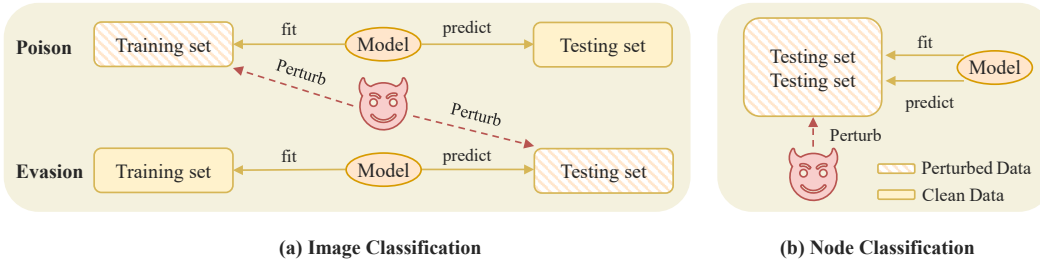 Poison
Training set
fit
Model
predict
Testing set
Perturb
Perturb
Evasion
Training set
fit
Model
predict
Testing set
(a) Image Classification
Testing set
Testing set
fit
Model
predict
Perturb
Perturbed Data
Clean Data
(b) Node Classification